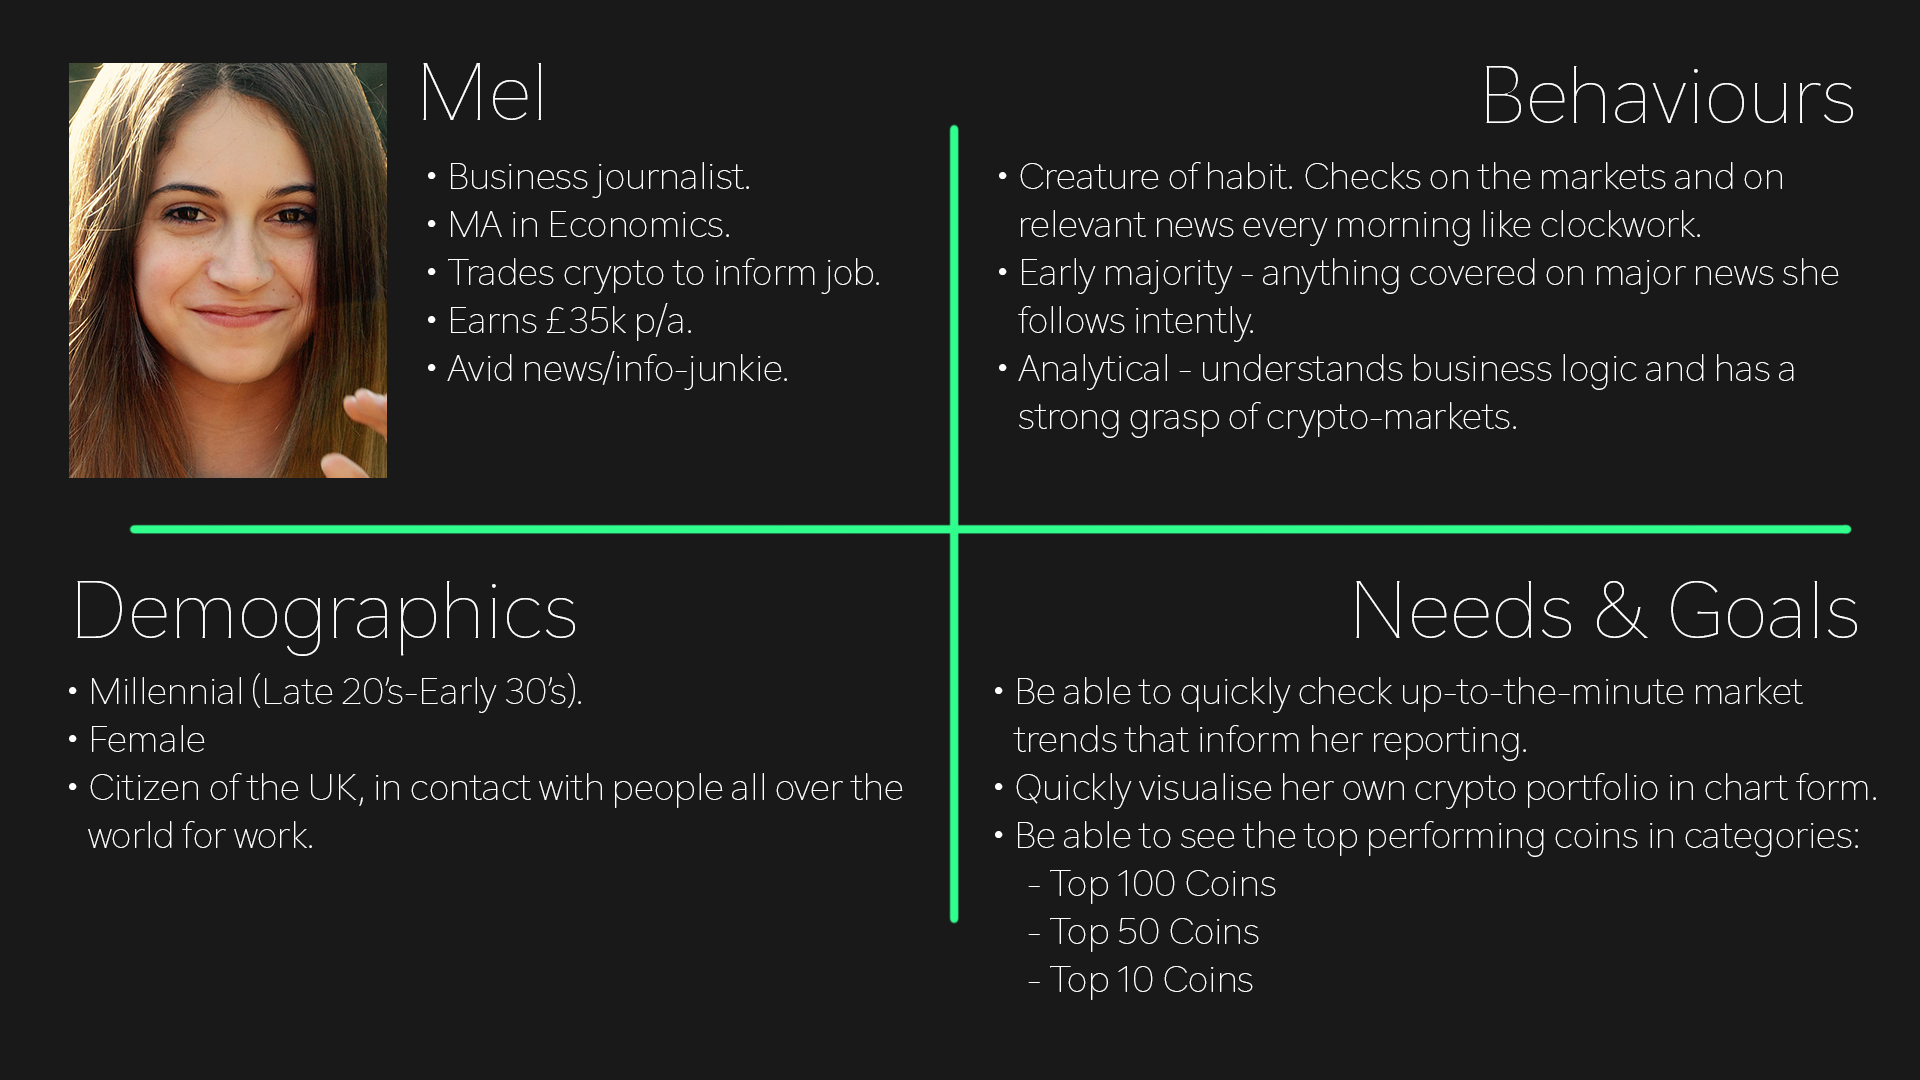 Mel
• Business journalist.
• MA in Economics.
• Trades crypto to inform job.
• Earns £35k p/a.
• Avid news/info-junkie.
Behaviours
• Creature of habit. Checks on the markets and on
relevant news every morning like clockwork.
• Early majority - anything covered on major news she
follows intently.
• Analytical - understands business logic and has a
strong grasp of crypto-markets.
Demographics
• Millennial (Late 20's-Early 30's).
• Female
• Citizen of the UK, in contact with people all over the
world for work.
Needs & Goals
• Be able to quickly check up-to-the-minute market
trends that inform her reporting.
• Quickly visualise her own crypto portfolio in chart form.
• Be able to see the top performing coins in categories:
- Top 100 Coins
- Top 50 Coins
- Top 10 Coins